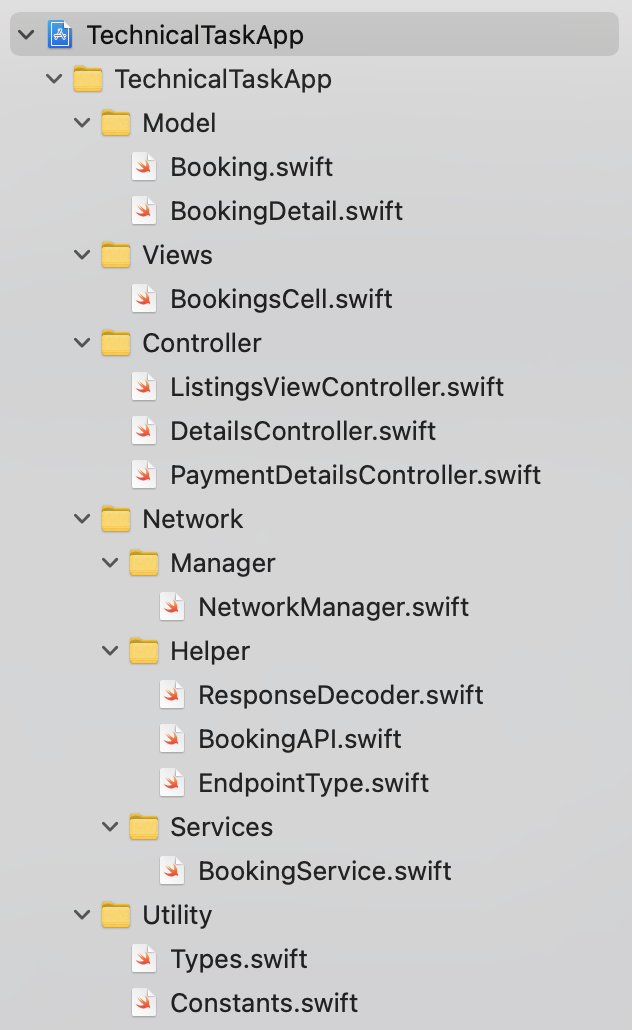 TechnicalTaskApp
TechnicalTaskApp
Model
Booking.swift
BookingDetail.swift
Views
BookingsCell.swift
Controller
ListingsViewController.swift
DetailsController.swift
PaymentDetailsController.swift
Network
Manager
NetworkManager.swift
Helper
ResponseDecoder.swift
BookingAPI.swift
EndpointType.swift
Services
BookingService.swift
Utility
Types.swift
Constants.swift